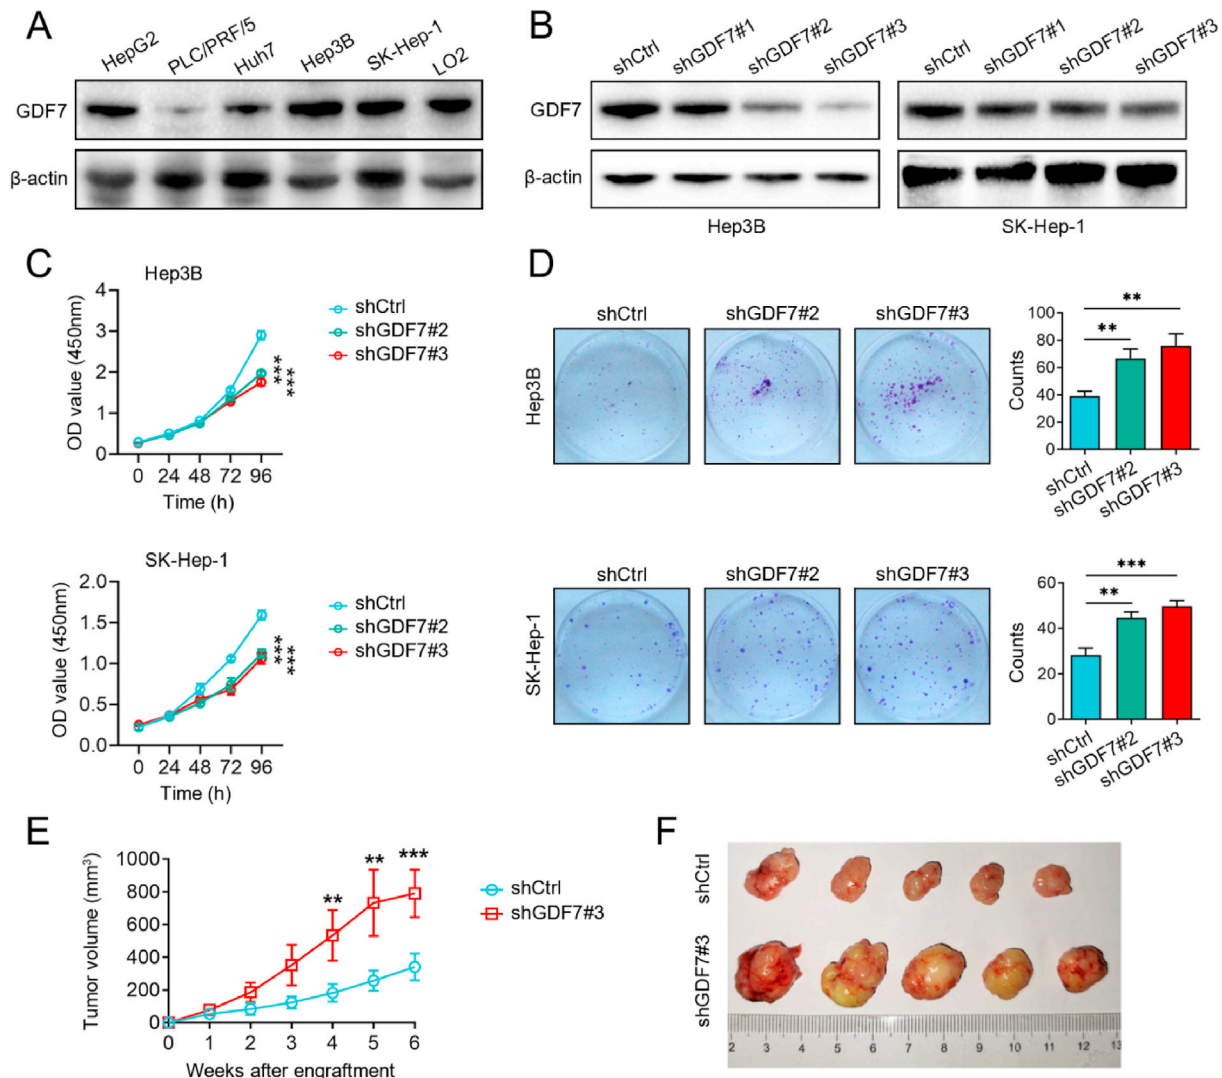 A
HepG2 PLC/PRF/5 Huh7 Hep3B SK-Hep-1 LO2
GDF7
β-actin
B
shCtrl shGDF7#1 shGDF7#2 shGDF7#3 shCtrl shGDF7#1 shGDF7#2 shGDF7#3
GDF7
β-actin
Hep3B SK-Hep-1
C
Hep3B
OD value (450nm)
4
3
2
1
0
0 24 48 72 96
Time (h)
shCtrl
shGDF7#2
shGDF7#3
***
***
SK-Hep-1
OD value (450nm)
2.0
1.5
1.0
0.5
0.0
0 24 48 72 96
Time (h)
shCtrl
shGDF7#2
shGDF7#3
***
***
D
shCtrl shGDF7#2 shGDF7#3
Hep3B
Counts
100
80
60
40
20
0
**
**
shCtrl shGDF7#2 shGDF7#3
shCtrl shGDF7#2 shGDF7#3
SK-Hep-1
Counts
60
40
20
0
***
**
shCtrl shGDF7#2 shGDF7#3
E
Tumor volume (mm³)
1000
800
600
400
200
0
** ** ***
0 1 2 3 4 5 6
Weeks after engraftment
shCtrl
shGDF7#3
F
shCtrl
shGDF7#3
2 3 4 5 6 7 8 9 10 11 12 13